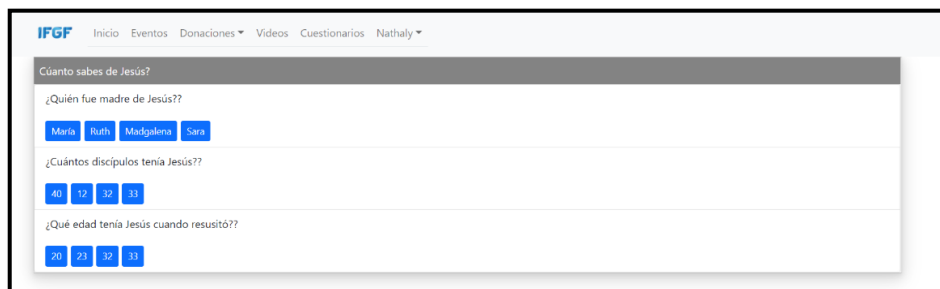 IFGF Inicio Eventos Donaciones Videos Cuestionarios Nathaly
Cúanto sabes de Jesús?
¿Quién fue madre de Jesús??
María Ruth Madgalena Sara
¿Cuántos discípulos tenía Jesús??
40 12 32 33
¿Qué edad tenía Jesús cuando resusitó??
20 23 32 33